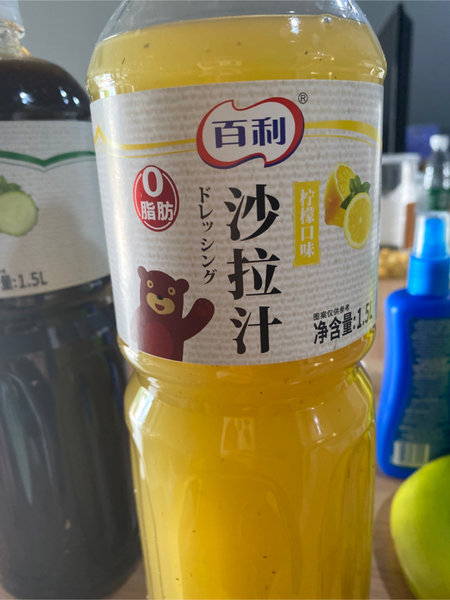 百利®
0
脂肪
ドレッシング
沙拉汁
柠檬口味
图案仅供参考
净含量:1.5L
量:1.5L